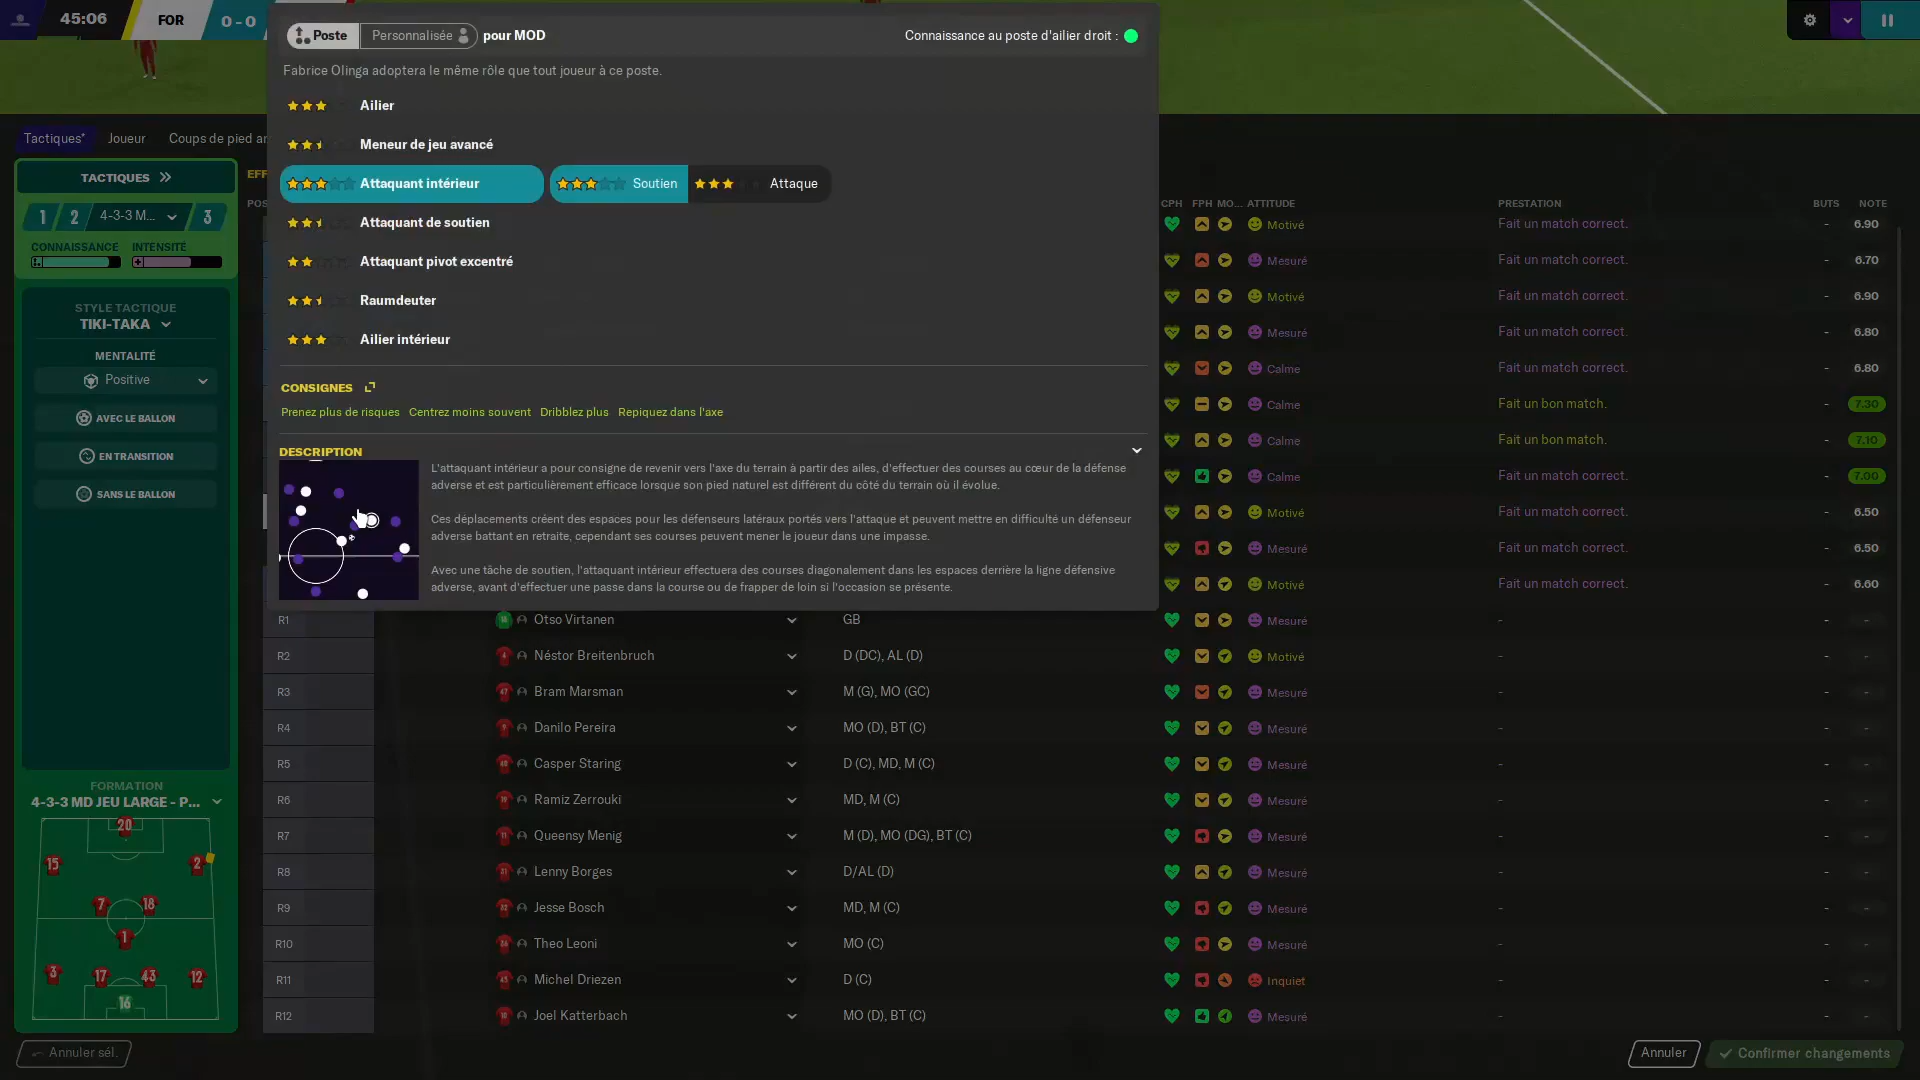 45:06
FOR
0 - 0
Poste
Personnalisée
pour MOD
Connaissance au poste d'ailier droit :
Fabrice Olinga adoptera le même rôle que tout joueur à ce poste.
Ailier
Meneur de jeu avancé
Attaquant intérieur
Soutien
Attaque
Attaquant de soutien
Attaquant pivot excentré
Raumdeuter
Ailier intérieur
CONSIGNES
Prenez plus de risques Centrez moins souvent Dribblez plus Repiquez dans l'axe
DESCRIPTION
L'attaquant intérieur a pour consigne de revenir vers l'axe du terrain à partir des ailes, d'effectuer des courses au cœur de la défense
adverse et est particulièrement efficace lorsque son pied naturel est différent du côté du terrain où il évolue.
Ces déplacements créent des espaces pour les défenseurs latéraux portés vers l'attaque et peuvent mettre en difficulté un défenseur
adverse battant en retraite, cependant ses courses peuvent mener le joueur dans une impasse.
Avec une tâche de soutien, l'attaquant intérieur effectuera des courses diagonalement dans les espaces derrière la ligne défensive
adverse, avant d'effectuer une passe dans la course ou de frapper de loin si l'occasion se présente.
Tactiques* Joueur Coups de pied ar
TACTIQUES
1 2 4-3-3 M... 3
CONNAISSANCE INTENSITÉ
STYLE TACTIQUE
TIKI-TAKA
MENTALITÉ
Positive
AVEC LE BALLON
EN TRANSITION
SANS LE BALLON
FORMATION
4-3-3 MD JEU LARGE - P...
20
15 2
7 18
1
3 17 43 12
16
Annuler sél.
EFF
POS
CPH FPH MO... ATTITUDE PRESTATION BUTS NOTE
Motivé Fait un match correct. - 6.90
Mesuré Fait un match correct. - 6.70
Motivé Fait un match correct. - 6.90
Mesuré Fait un match correct. - 6.80
Calme Fait un match correct. - 6.80
Calme Fait un bon match. - 7.30
Calme Fait un bon match. - 7.10
Calme Fait un match correct. - 7.00
Motivé Fait un match correct. - 6.50
Mesuré Fait un match correct. - 6.50
Motivé Fait un match correct. - 6.60
R1 Otso Virtanen GB Mesuré - - -
R2 Néstor Breitenbruch D (DC), AL (D) Motivé - - -
R3 Bram Marsman M (G), MO (GC) Mesuré - - -
R4 Danilo Pereira MO (D), BT (C) Mesuré - - -
R5 Casper Staring D (C), MD, M (C) Mesuré - - -
R6 Ramiz Zerrouki MD, M (C) Mesuré - - -
R7 Queensy Menig M (D), MO (DG), BT (C) Mesuré - - -
R8 Lenny Borges D/AL (D) Mesuré - - -
R9 Jesse Bosch MD, M (C) Mesuré - - -
R10 Theo Leoni MO (C) Mesuré - - -
R11 Michel Driezen D (C) Inquiet - - -
R12 Joel Katterbach MO (D), BT (C) Mesuré - - -
Annuler
Confirmer changements